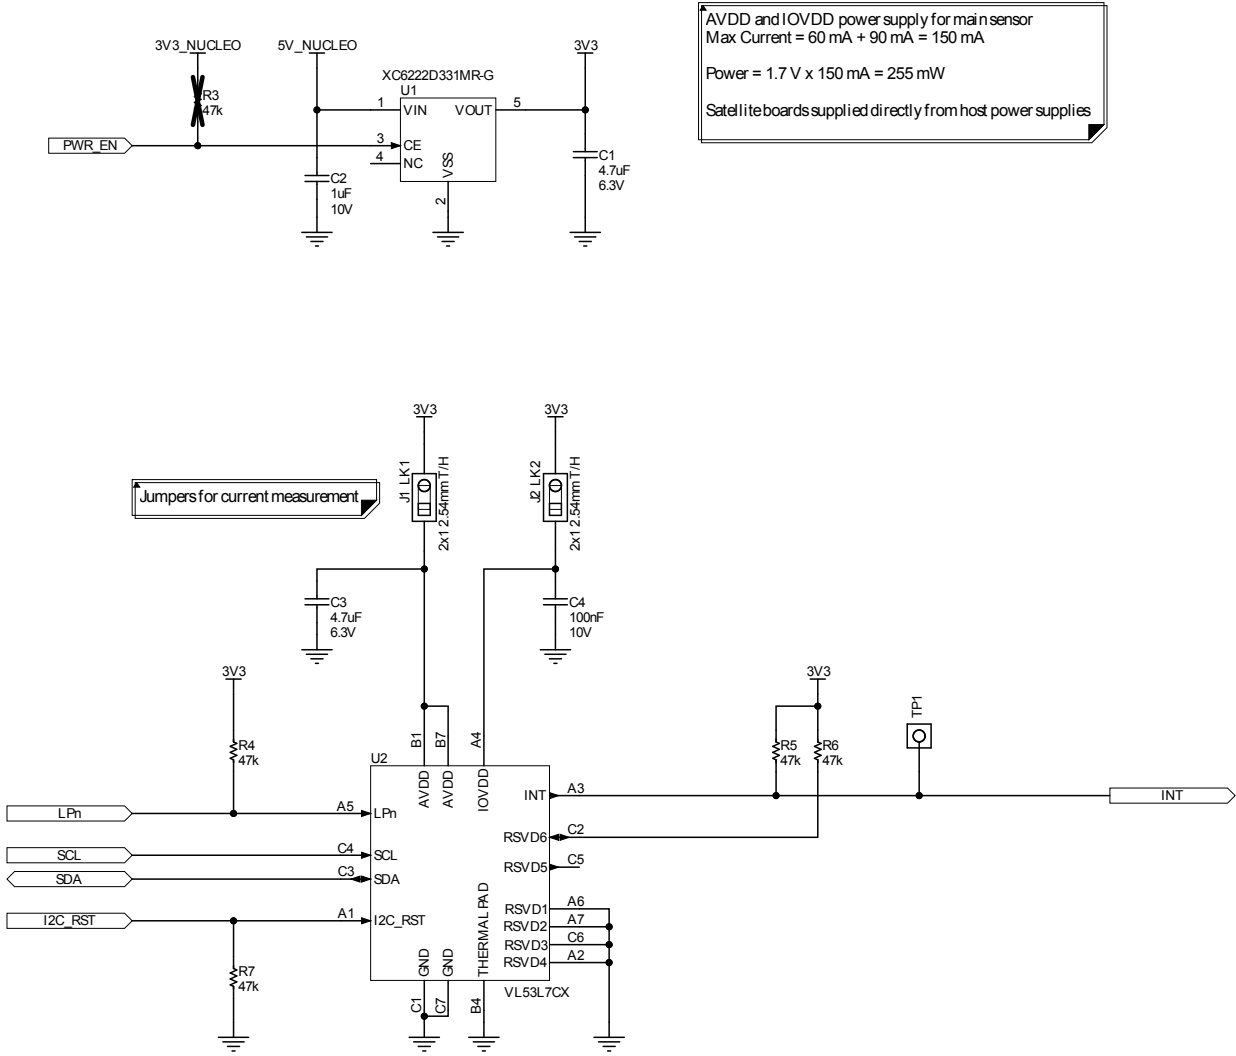 AVDD and IOVDD power supply for main sensor
Max Current = 60 mA + 90 mA = 150 mA
Power = 1.7 V x 150 mA = 255 mW
Satellite boards supplied directly from host power supplies
3V3_NUCLEO
5V_NUCLEO
3V3
XC6222D331MR-G
U1
R3
47k
1
VIN
VOUT
5
PWR_EN
3
CE
4
NC
VSS
2
C2
1uF
10V
C1
4.7uF
6.3V
3V3
3V3
Jumpers for current measurement
J1 LK1
2x1 2.54mm T/H
J2 LK2
2x1 2.54mm T/H
C3
4.7uF
6.3V
C4
100nF
10V
3V3
3V3
R4
47k
R5
47k
R6
47k
TP1
U2
B1
B7
A4
AVDD
AVDD
IOVDD
LPn
A5
LPn
SCL
C4
SCL
SDA
C3
SDA
I2C_RST
A1
I2C_RST
R7
47k
INT
A3
INT
RSVD6
C2
RSVD5
C5
RSVD1
A6
RSVD2
A7
RSVD3
C6
RSVD4
A2
GND
GND
THERMAL PAD
C1
C7
B4
VL53L7CX